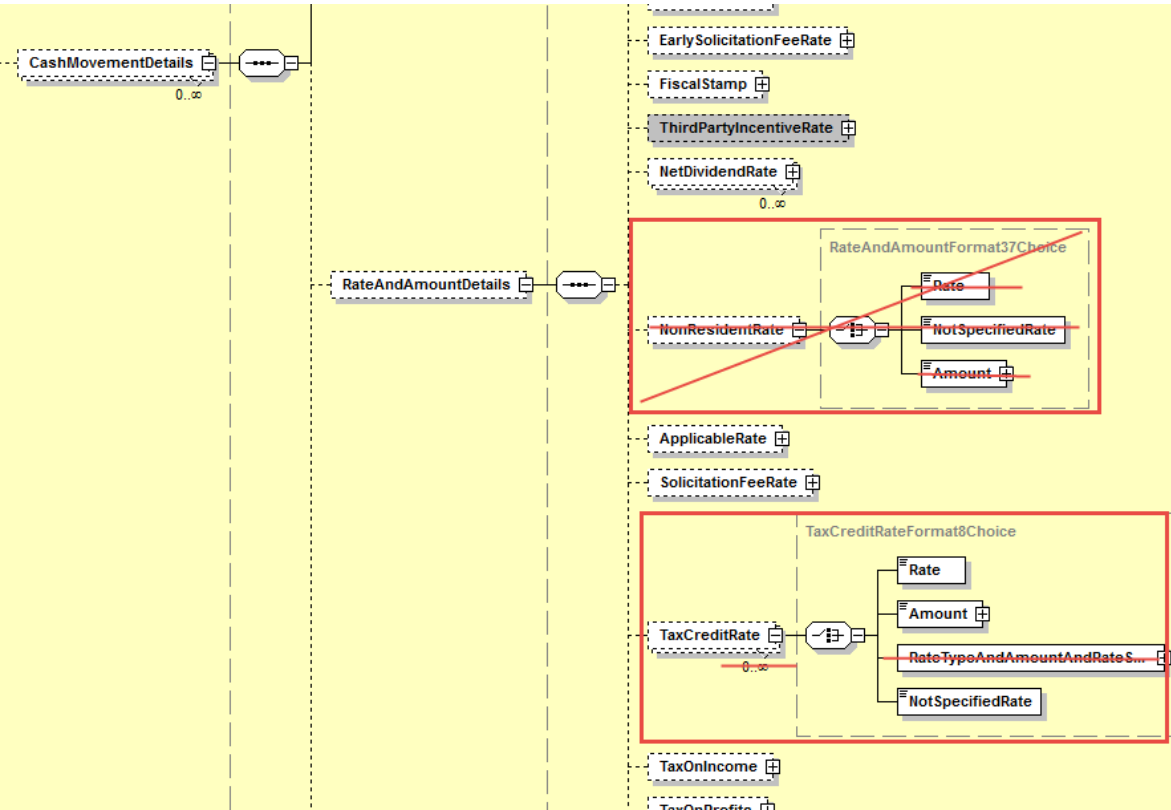 EarlySolicitationFeeRate
CashMovementDetails
0..∞
FiscalStamp
ThirdPartyIncentiveRate
NetDividendRate
0..∞
RateAndAmountFormat37Choice
RateAndAmountDetails
Rate
NonResidentRate
NotSpecifiedRate
Amount
ApplicableRate
SolicitationFeeRate
TaxCreditRateFormat8Choice
Rate
Amount
TaxCreditRate
0..∞
RateTypeAndAmountAndRateS...
NotSpecifiedRate
TaxOnIncome
TaxOnProfits